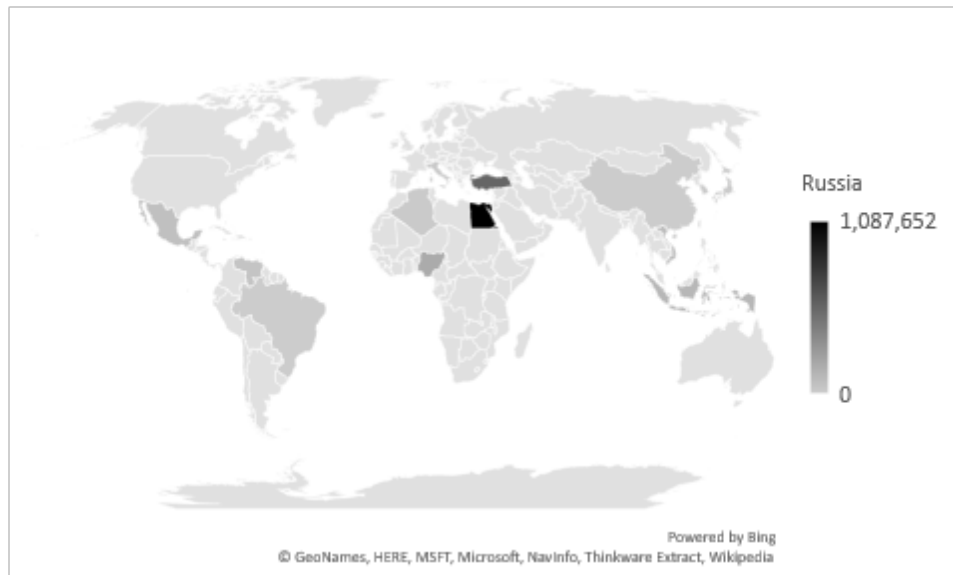 Russia
1,087,652
0
Powered by Bing
© GeoNames, HERE, MSFT, Microsoft, NavInfo, Thinkware Extract, Wikipedia